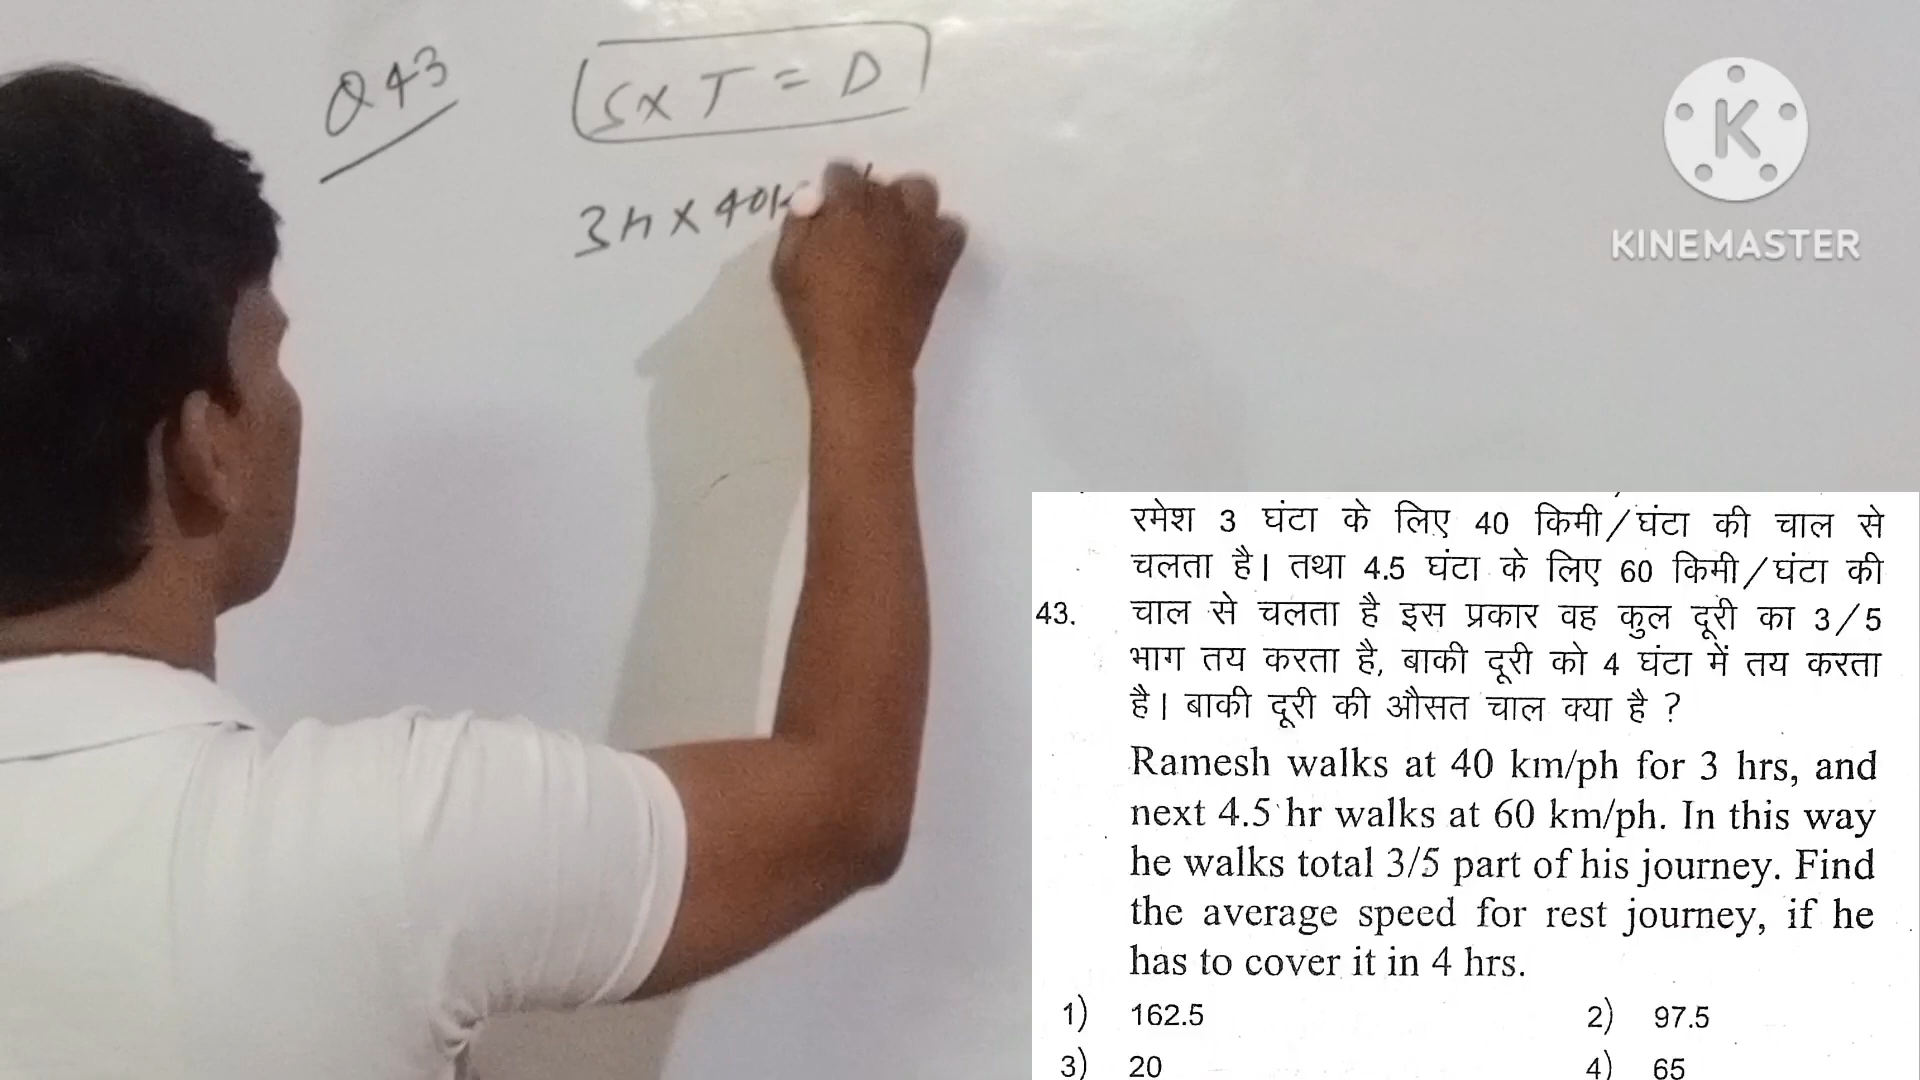 Q 43
S x T = D
3h x 40k
K
KINEMASTER
रमेश 3 घंटा के लिए 40 किमी/घंटा की चाल से
चलता है। तथा 4.5 घंटा के लिए 60 किमी/घंटा की
43. चाल से चलता है इस प्रकार वह कुल दूरी का 3/5
भाग तय करता है, बाकी दूरी को 4 घंटा में तय करता
है। बाकी दूरी की औसत चाल क्या है ?
Ramesh walks at 40 km/ph for 3 hrs, and
next 4.5 hr walks at 60 km/ph. In this way
he walks total 3/5 part of his journey. Find
the average speed for rest journey, if he
has to cover it in 4 hrs.
1) 162.5 2) 97.5
3) 20 4) 65